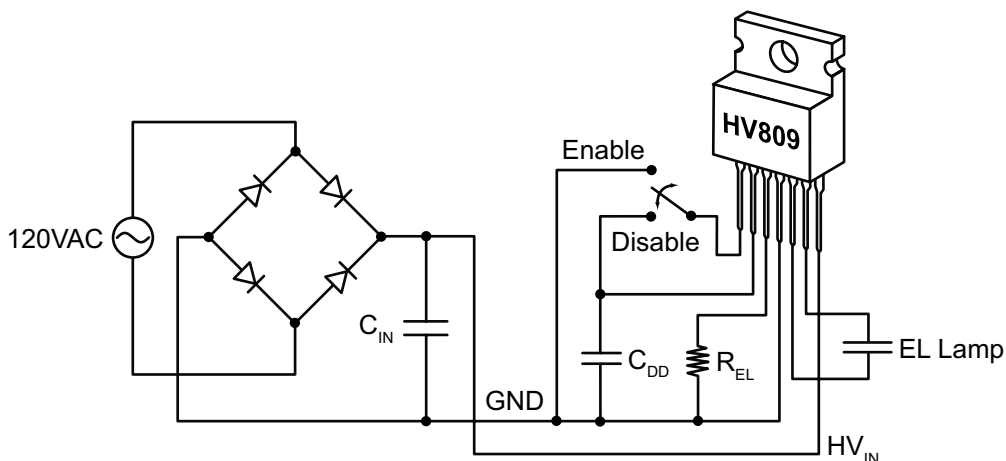 HV809
Enable
120VAC
Disable
C_IN
C_DD
R_EL
EL Lamp
GND
HV_IN